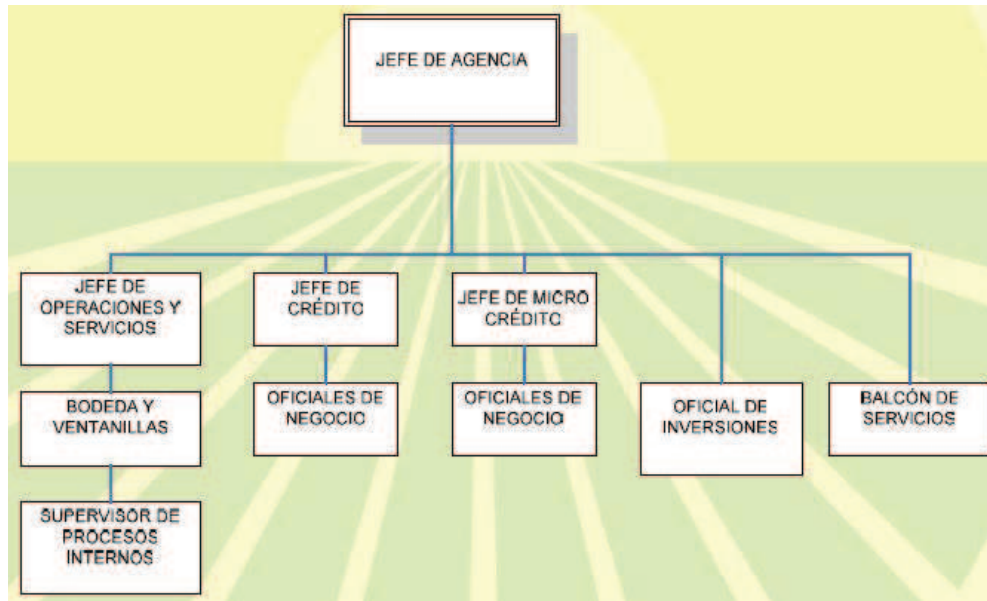 JEFE DE AGENCIA
JEFE DE
OPERACIONES Y
SERVICIOS
JEFE DE
CRÉDITO
JEFE DE MICRO
CRÉDITO
BODEDA Y
VENTANILLAS
OFICIALES DE
NEGOCIO
OFICIALES DE
NEGOCIO
OFICIAL DE
INVERSIONES
BALCÓN DE
SERVICIOS
SUPERVISOR DE
PROCESOS
INTERNOS